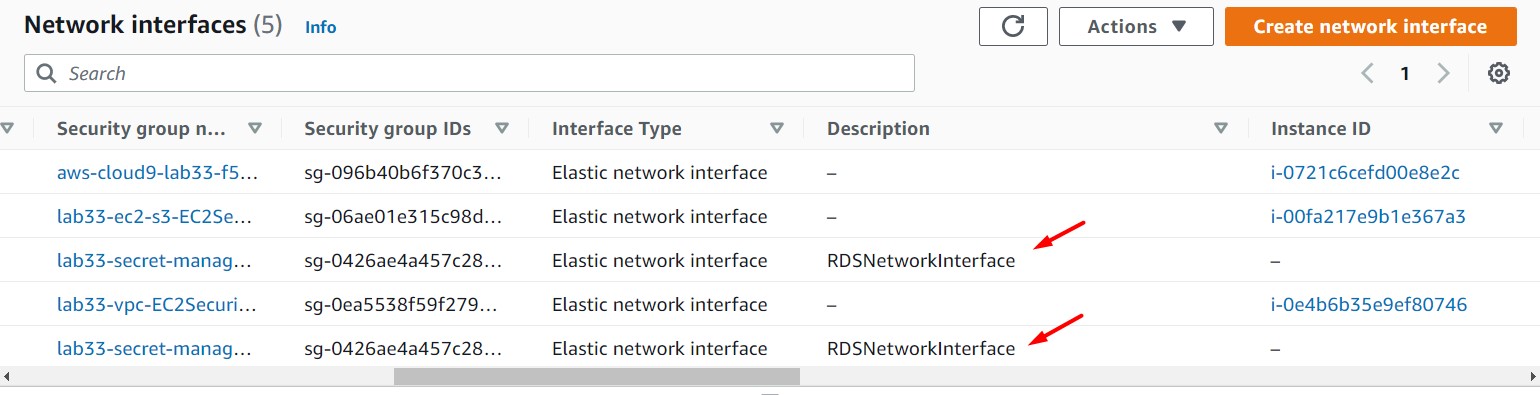 Network interfaces (5) Info Actions Create network interface
Search 1
Security group n... Security group IDs Interface Type Description Instance ID
aws-cloud9-lab33-f5... sg-096b40b6f370c3... Elastic network interface – i-0721c6cefd00e8e2c
lab33-ec2-s3-EC2Se... sg-06ae01e315c98d... Elastic network interface – i-00fa217e9b1e367a3
lab33-secret-manag... sg-0426ae4a457c28... Elastic network interface RDSNetworkInterface –
lab33-vpc-EC2Securi... sg-0ea5538f59f279... Elastic network interface – i-0e4b6b35e9ef80746
lab33-secret-manag... sg-0426ae4a457c28... Elastic network interface RDSNetworkInterface –